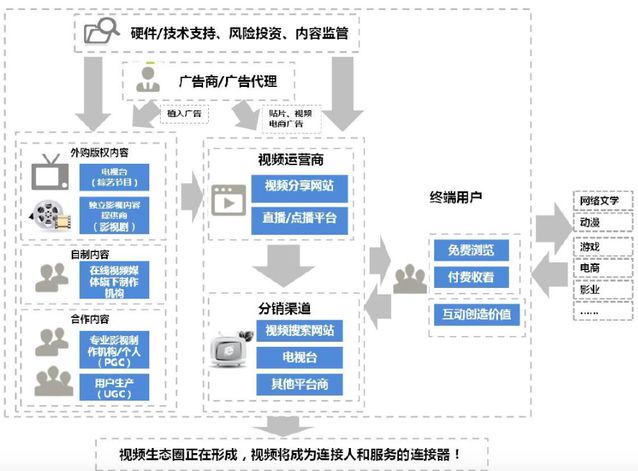 硬件/技术支持、风险投资、内容监管
广告商/广告代理
植入广告
贴片、视频
电商广告
外购版权内容
电视台
（综艺节目）
独立影视内容
提供商
（影视剧）
自制内容
在线视频媒
体旗下制作
机构
合作内容
专业影视制
作机构/个人
（PGC）
用户生产
（UGC）
视频运营商
视频分享网站
直播/点播平台
分销渠道
视频搜索网站
电视台
其他平台商
终端用户
免费浏览
付费收看
互动创造价值
网络文学
动漫
游戏
电商
影业
……
视频生态圈正在形成，视频将成为连接人和服务的连接器！